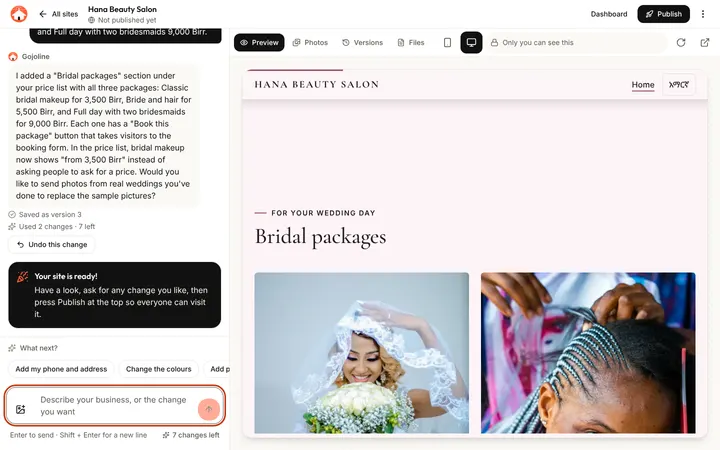 All sites
Hana Beauty Salon
Not published yet
Dashboard
Publish
and Full day with two bridesmaids 9,000 Birr.
Gojoline
I added a "Bridal packages" section under
your price list with all three packages: Classic
bridal makeup for 3,500 Birr, Bride and hair for
5,500 Birr, and Full day with two bridesmaids
for 9,000 Birr. Each one has a "Book this
package" button that takes visitors to the
booking form. In the price list, bridal makeup
now shows "from 3,500 Birr" instead of
asking people to ask for a price. Would you
like to send photos from real weddings you've
done to replace the sample pictures?
Saved as version 3
Used 2 changes · 7 left
Undo this change
Your site is ready!
Have a look, ask for any change you like, then
press Publish at the top so everyone can visit
it.
What next?
Add my phone and address
Change the colours
Add p
Describe your business, or the change
you want
Enter to send · Shift + Enter for a new line
7 changes left
Preview
Photos
Versions
Files
Only you can see this
HANA BEAUTY SALON
Home
አማርኛ
FOR YOUR WEDDING DAY
Bridal packages